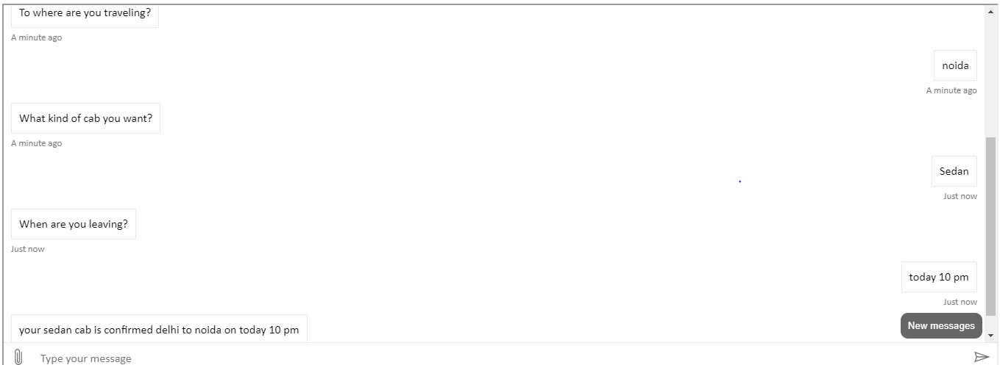 To where are you traveling?
A minute ago
noida
A minute ago
What kind of cab you want?
A minute ago
Sedan
Just now
When are you leaving?
Just now
today 10 pm
Just now
your sedan cab is confirmed delhi to noida on today 10 pm
New messages
Type your message